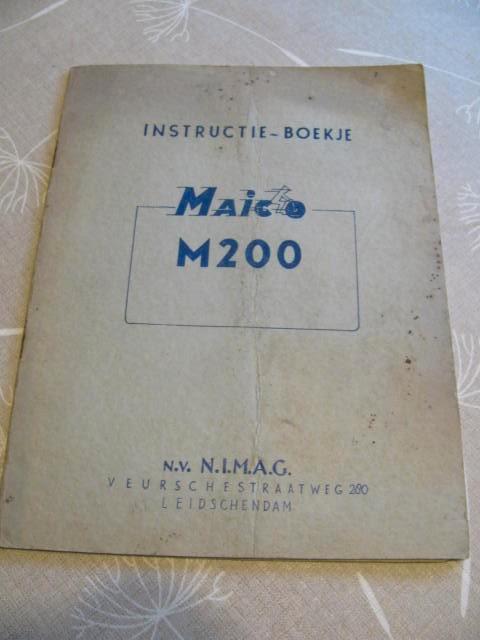 INSTRUCTIE-BOEKJE
MAICO
M200
N.V. N.I.M.A.G.
VEURSCHESTRAATWEG 280
LEIDSCHENDAM